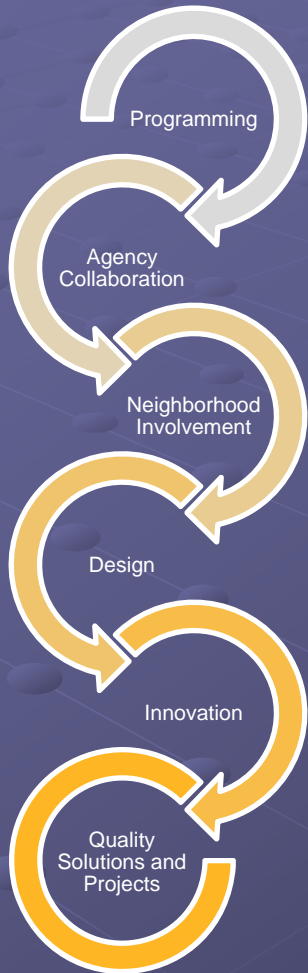 Programming
Agency
Collaboration
Neighborhood
Involvement
Design
Innovation
Quality
Solutions and
Projects